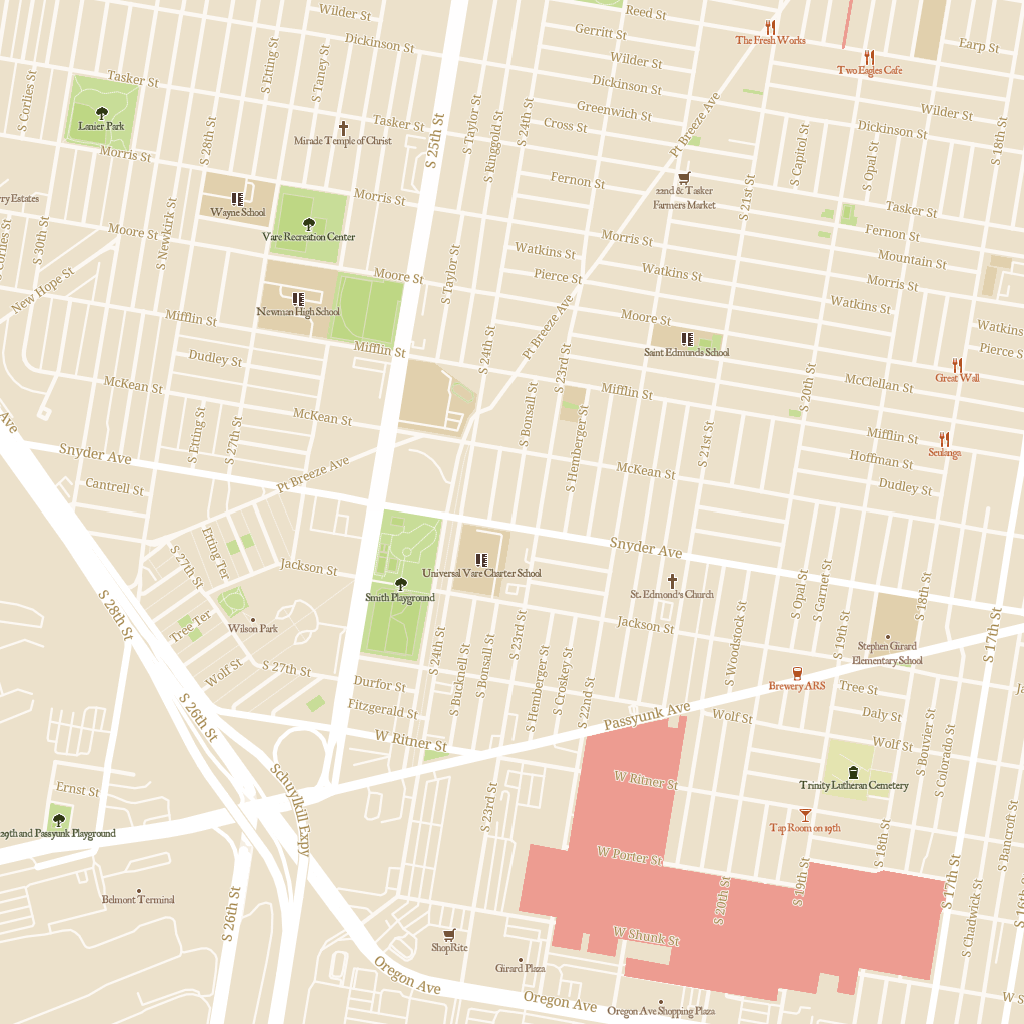 Wilder St
Dickinson St
Reed St
Gerritt St
The Fresh Works
Two Eagles Cafe
Earp St
S Corlies St
Tasker St
S Etting St
S Taney St
Wilder St
Dickinson St
Greenwich St
Cross St
Pt Breeze Ave
Wilder St
Dickinson St
S 18th St
Lanier Park
Miracle Temple of Christ
Tasker St
S 25th St
S Taylor St
S Ringgold St
S 24th St
S Capitol St
S Opal St
Morris St
S 28th St
Fernon St
22nd & Tasker
Farmers Market
S 21st St
Tasker St
ry Estates
Wayne School
Morris St
Fernon St
S Corlies St
S 30th St
Moore St
S Newkirk St
Vare Recreation Center
Morris St
Watkins St
Mountain St
New Hope St
Moore St
S Taylor St
Pierce St
Watkins St
Morris St
Watkins St
Newman High School
Mifflin St
Moore St
Watkins
Pierce S
Dudley St
Mifflin St
S 24th St
Pt Breeze Ave
Saint Edmunds School
McKean St
S 23rd St
Mifflin St
S 20th St
McClellan St
Great Wall
Ave
S Etting St
S 27th St
McKean St
S Bonsall St
S Hemberger St
S 21st St
Mifflin St
Seulanga
Snyder Ave
Pt Breeze Ave
McKean St
Hoffman St
Cantrell St
Dudley St
Etting Ter
S 27th St
Jackson St
Universal Vare Charter School
Snyder Ave
Smith Playground
St. Edmond's Church
S Opal St
S Garnet St
S 18th St
S 28th St
Tree Ter
Wilson Park
Jackson St
S Woodstock St
S 19th St
S 17th St
Stephen Girard
Elementary School
S 24th St
S Bonsall St
S 23rd St
Wolf St
S 27th St
Durfor St
S Bucknell St
S Hemberger St
S Croskey St
S 22nd St
Brewery ARS
Tree St
Fitzgerald St
Passyunk Ave
Wolf St
Daly St
S 26th St
W Ritner St
Wolf St
S Bouvier St
S Colorado St
Schuylkill Expy
W Ritner St
Trinity Lutheran Cemetery
Ernst St
S 23rd St
Tap Room on 19th
29th and Passyunk Playground
W Porter St
S 18th St
S Bancroft St
Belmont Terminal
S 26th St
S 20th St
S 19th St
S 17th St
S Chadwick St
S 16th
ShopRite
W Shunk St
Girard Plaza
Oregon Ave
Oregon Ave
Oregon Ave Shopping Plaza
W S